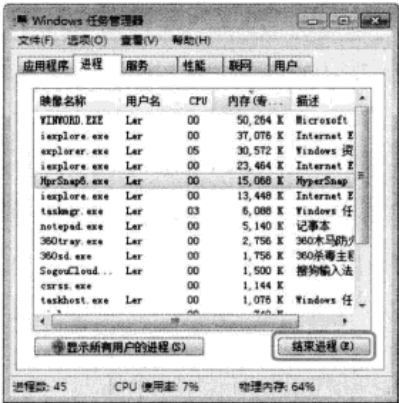 Windows 任务管理器
文件(F) 选项(O) 查看(V) 帮助(H)
应用程序 进程 服务 性能 联网 用户
映像名称 用户名 CPU 内存(专... 描述
WINWORD.EXE Ler 00 50,264 K Microsoft
iexplore.exe Ler 00 37,076 K Internet E
explorer.exe Ler 05 30,572 K Windows 资
iexplore.exe Ler 00 23,464 K Internet E
HprSnap6.exe Ler 00 15,068 K HyperSnap
iexplore.exe Ler 00 13,448 K Internet E
taskmgr.exe Ler 03 6,088 K Windows 任
notepad.exe Ler 00 5,140 K 记事本
360tray.exe Ler 00 2,756 K 360木马防火
360sd.exe Ler 00 1,756 K 360杀毒主程
SogouCloud... Ler 00 1,500 K 搜狗输入法
csrss.exe 00 1,144 K
taskhost.exe Ler 00 1,076 K Windows 任
显示所有用户的进程(S) 结束进程(E)
进程数: 45 CPU 使用率: 7% 物理内存: 64%